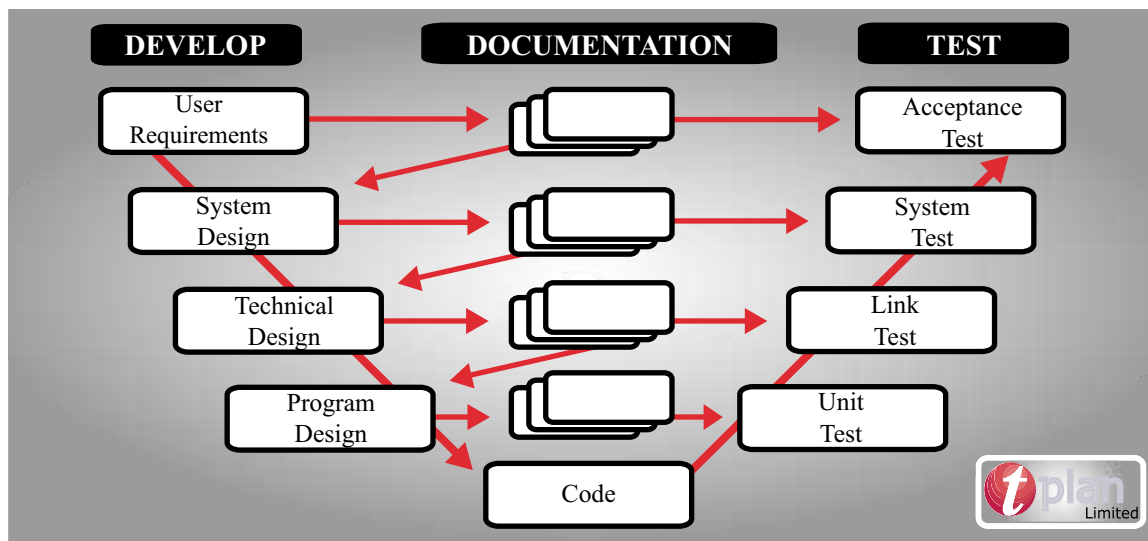 DEVELOP
DOCUMENTATION
TEST
User
Requirements
Acceptance
Test
System
Design
System
Test
Technical
Design
Link
Test
Program
Design
Unit
Test
Code
tplan
Limited